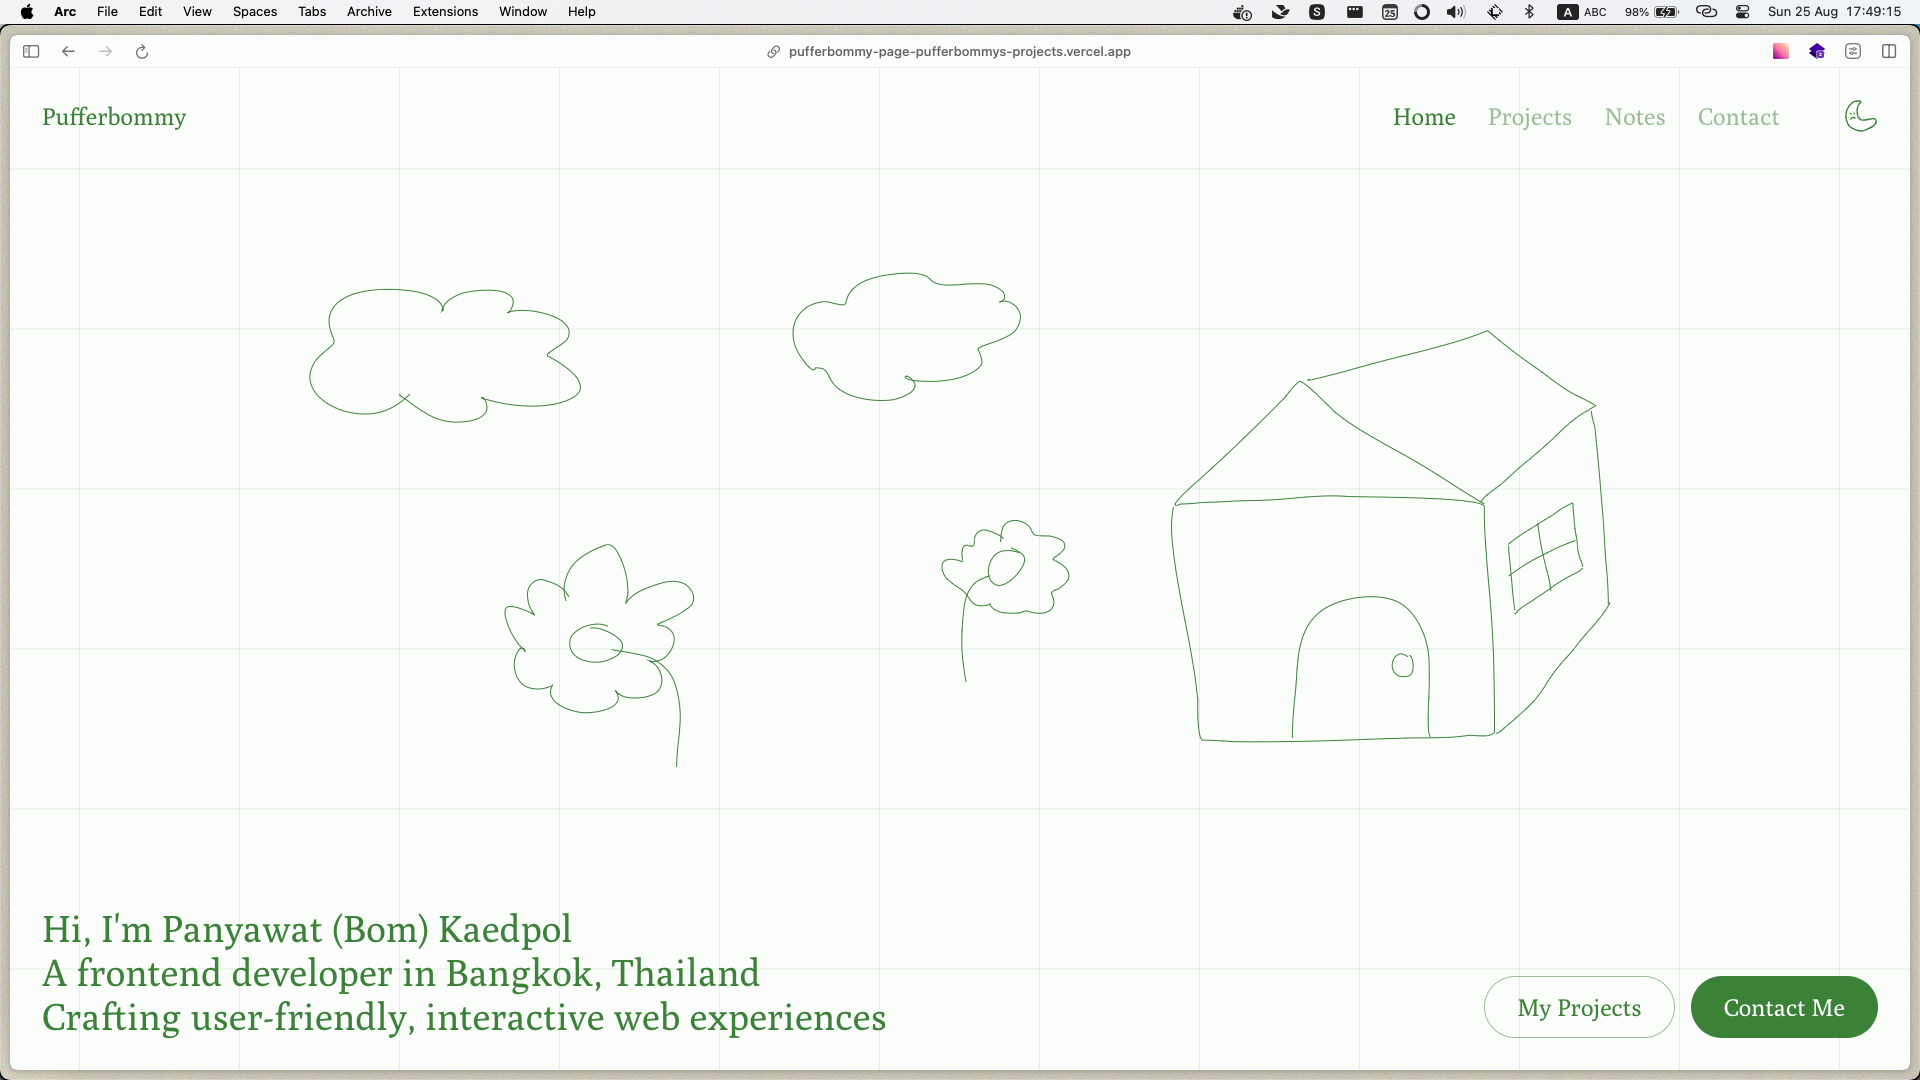 Arc File Edit View Spaces Tabs Archive Extensions Window Help S 25 A ABC 98% Sun 25 Aug 17:49:15
pufferbommy-page-pufferbommys-projects.vercel.app
Pufferbommy Home Projects Notes Contact
Hi, I'm Panyawat (Bom) Kaedpol
A frontend developer in Bangkok, Thailand
Crafting user-friendly, interactive web experiences
My Projects Contact Me